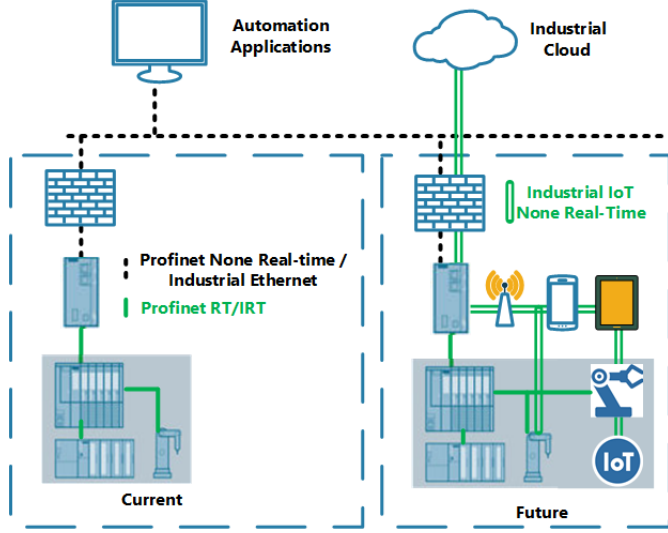 Automation
Applications
Industrial
Cloud
Industrial IoT
None Real-Time
Profinet None Real-time /
Industrial Ethernet
Profinet RT/IRT
IoT
Current
Future